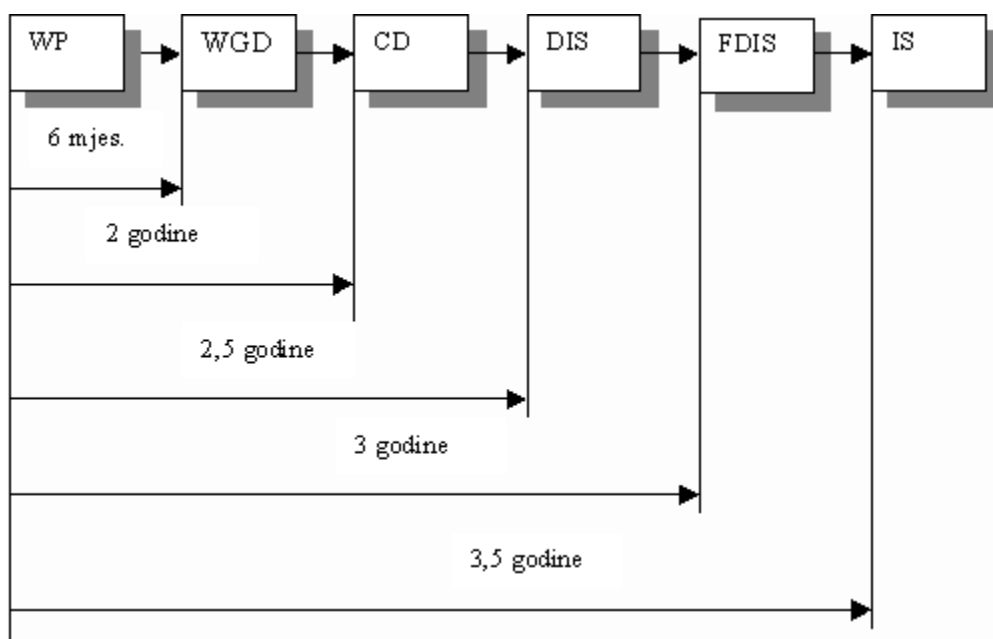 WP
WGD
CD
DIS
FDIS
IS
6 mjes.
2 godine
2,5 godine
3 godine
3,5 godine